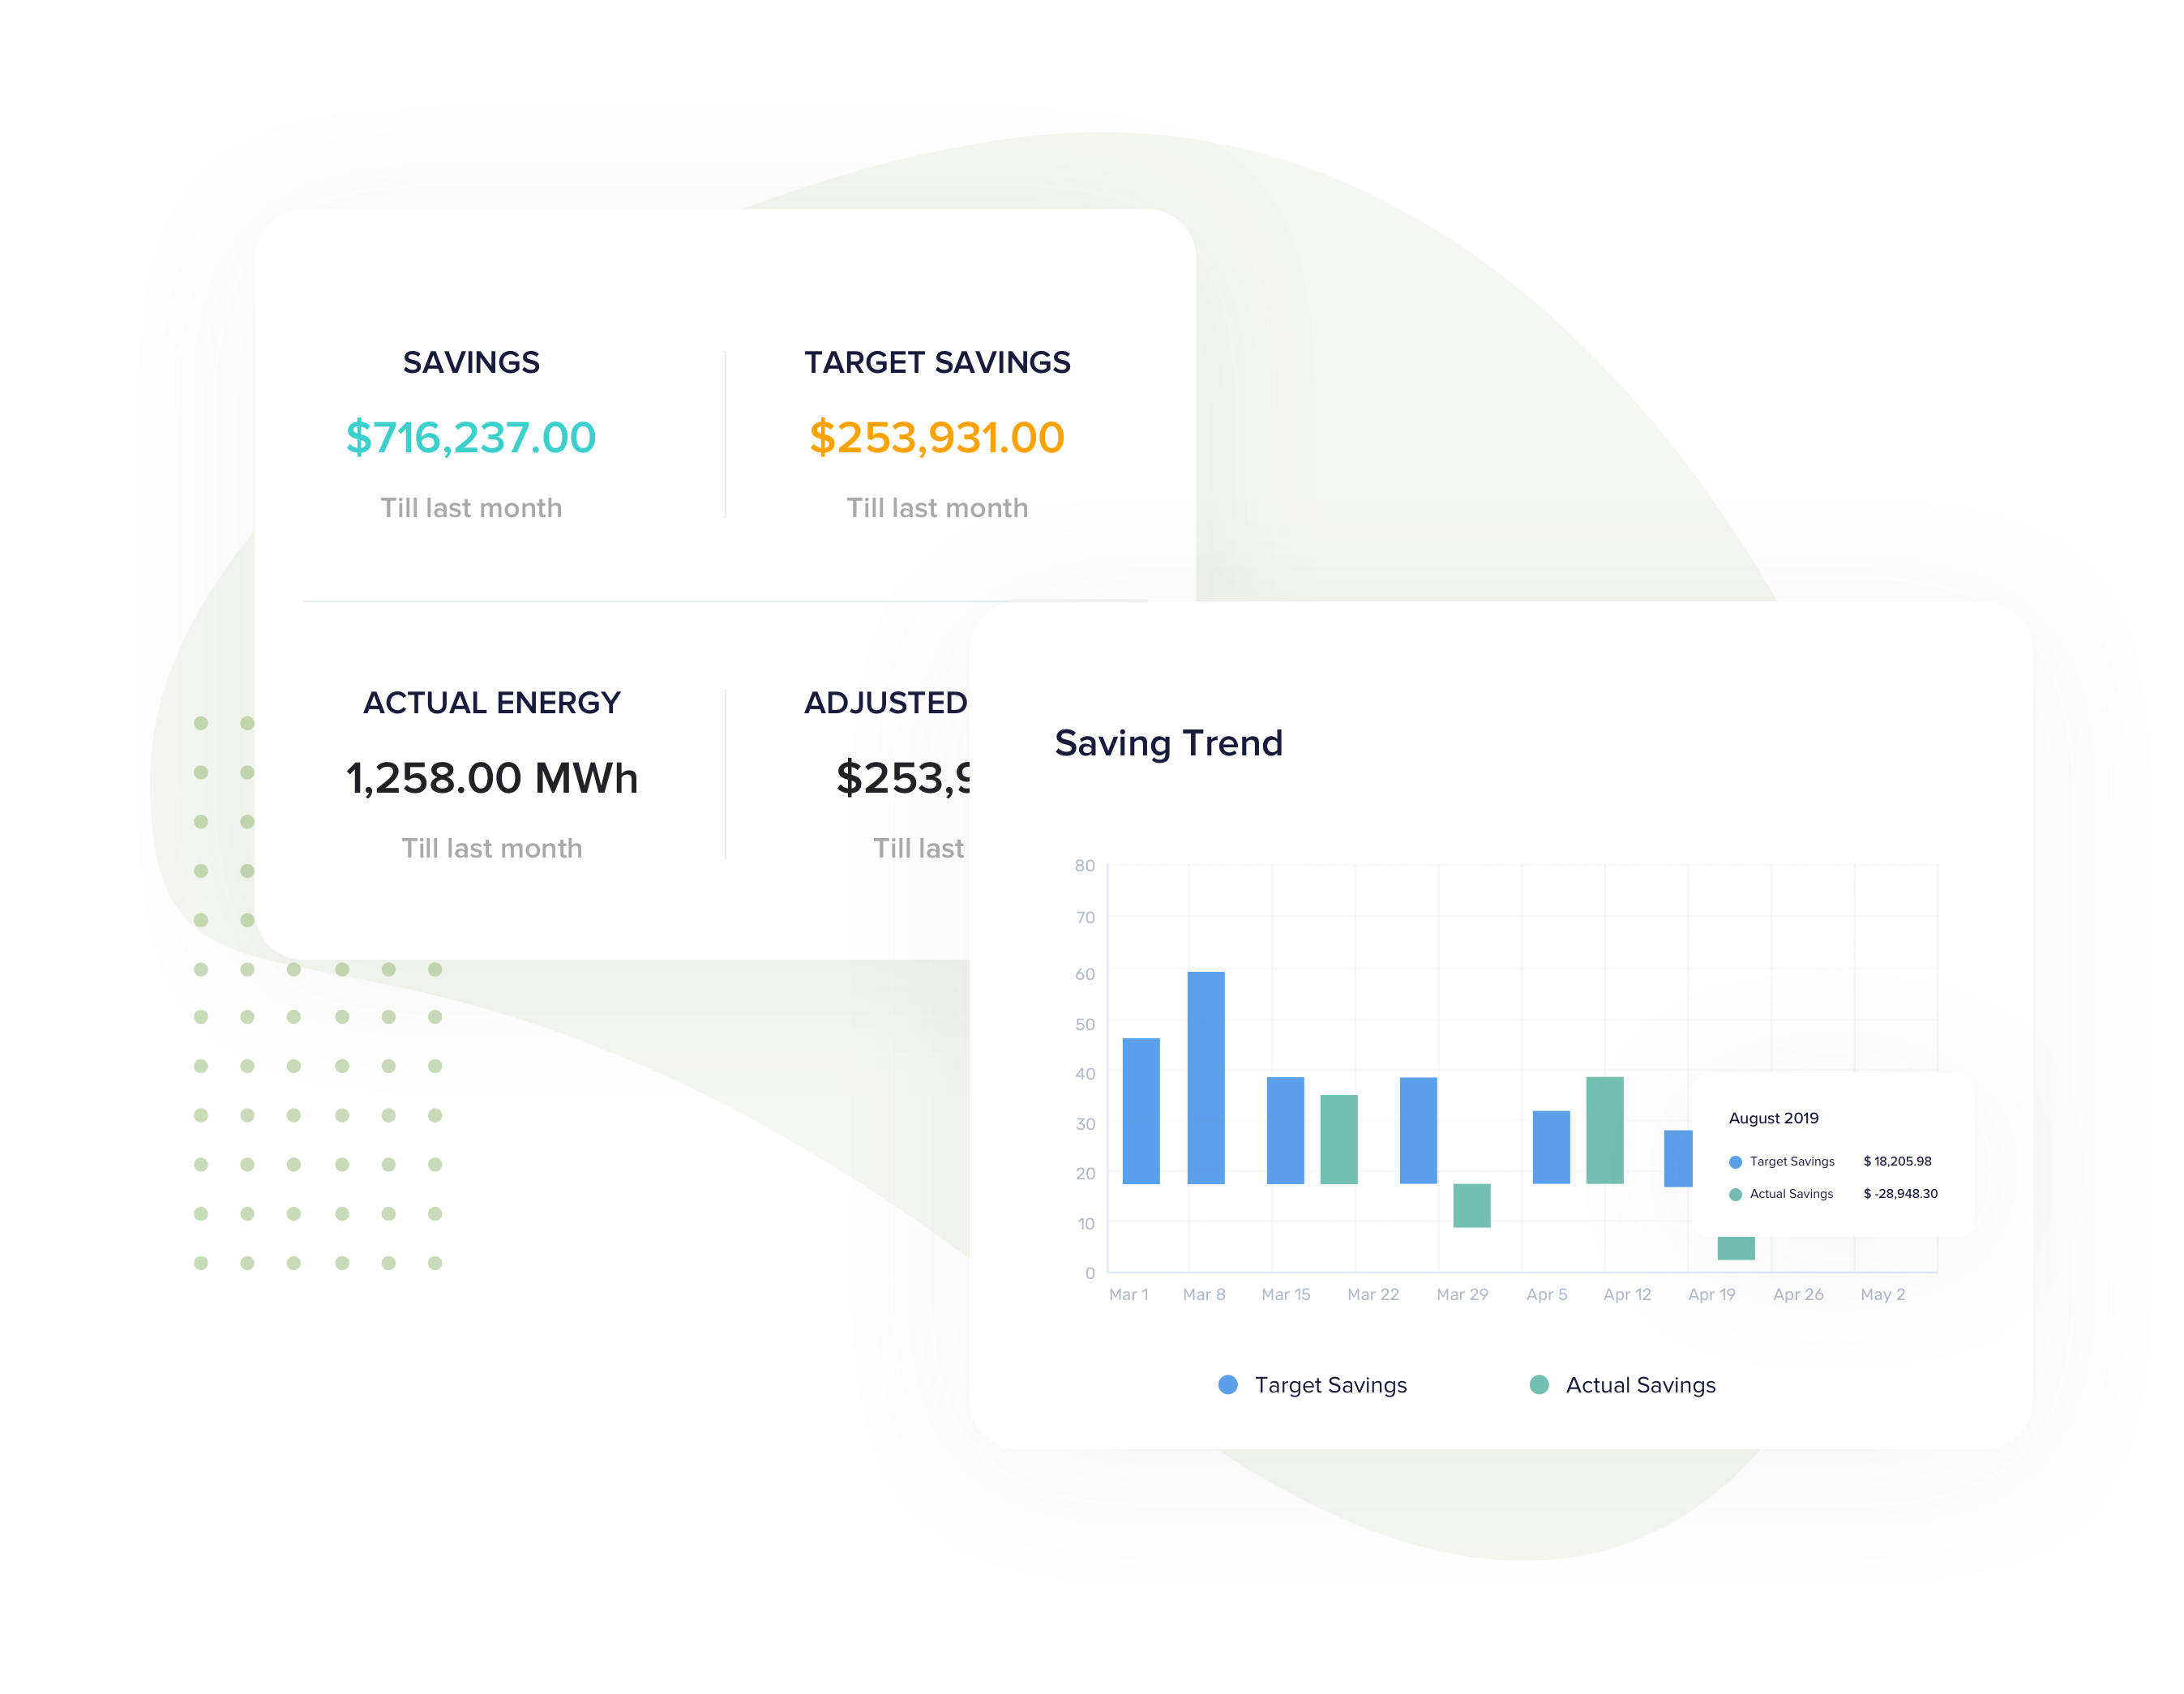 SAVINGS
$716,237.00
Till last month
TARGET SAVINGS
$253,931.00
Till last month
ACTUAL ENERGY
1,258.00 MWh
Till last month
ADJUSTED
$253,9
Till last
Saving Trend
80
70
60
50
40
30
20
10
0
Mar 1 Mar 8 Mar 15 Mar 22 Mar 29 Apr 5 Apr 12 Apr 19 Apr 26 May 2
August 2019
Target Savings $ 18,205.98
Actual Savings $ -28,948.30
Target Savings Actual Savings